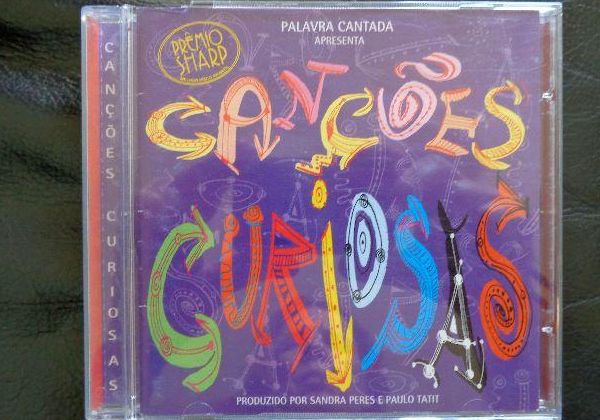 PALAVRA CANTADA
APRESENTA
PRÊMIO
SHARP
CANÇÕES
CURIOSAS
PRODUZIDO POR SANDRA PERES E PAULO TATIT
CANÇÕES CURIOSAS